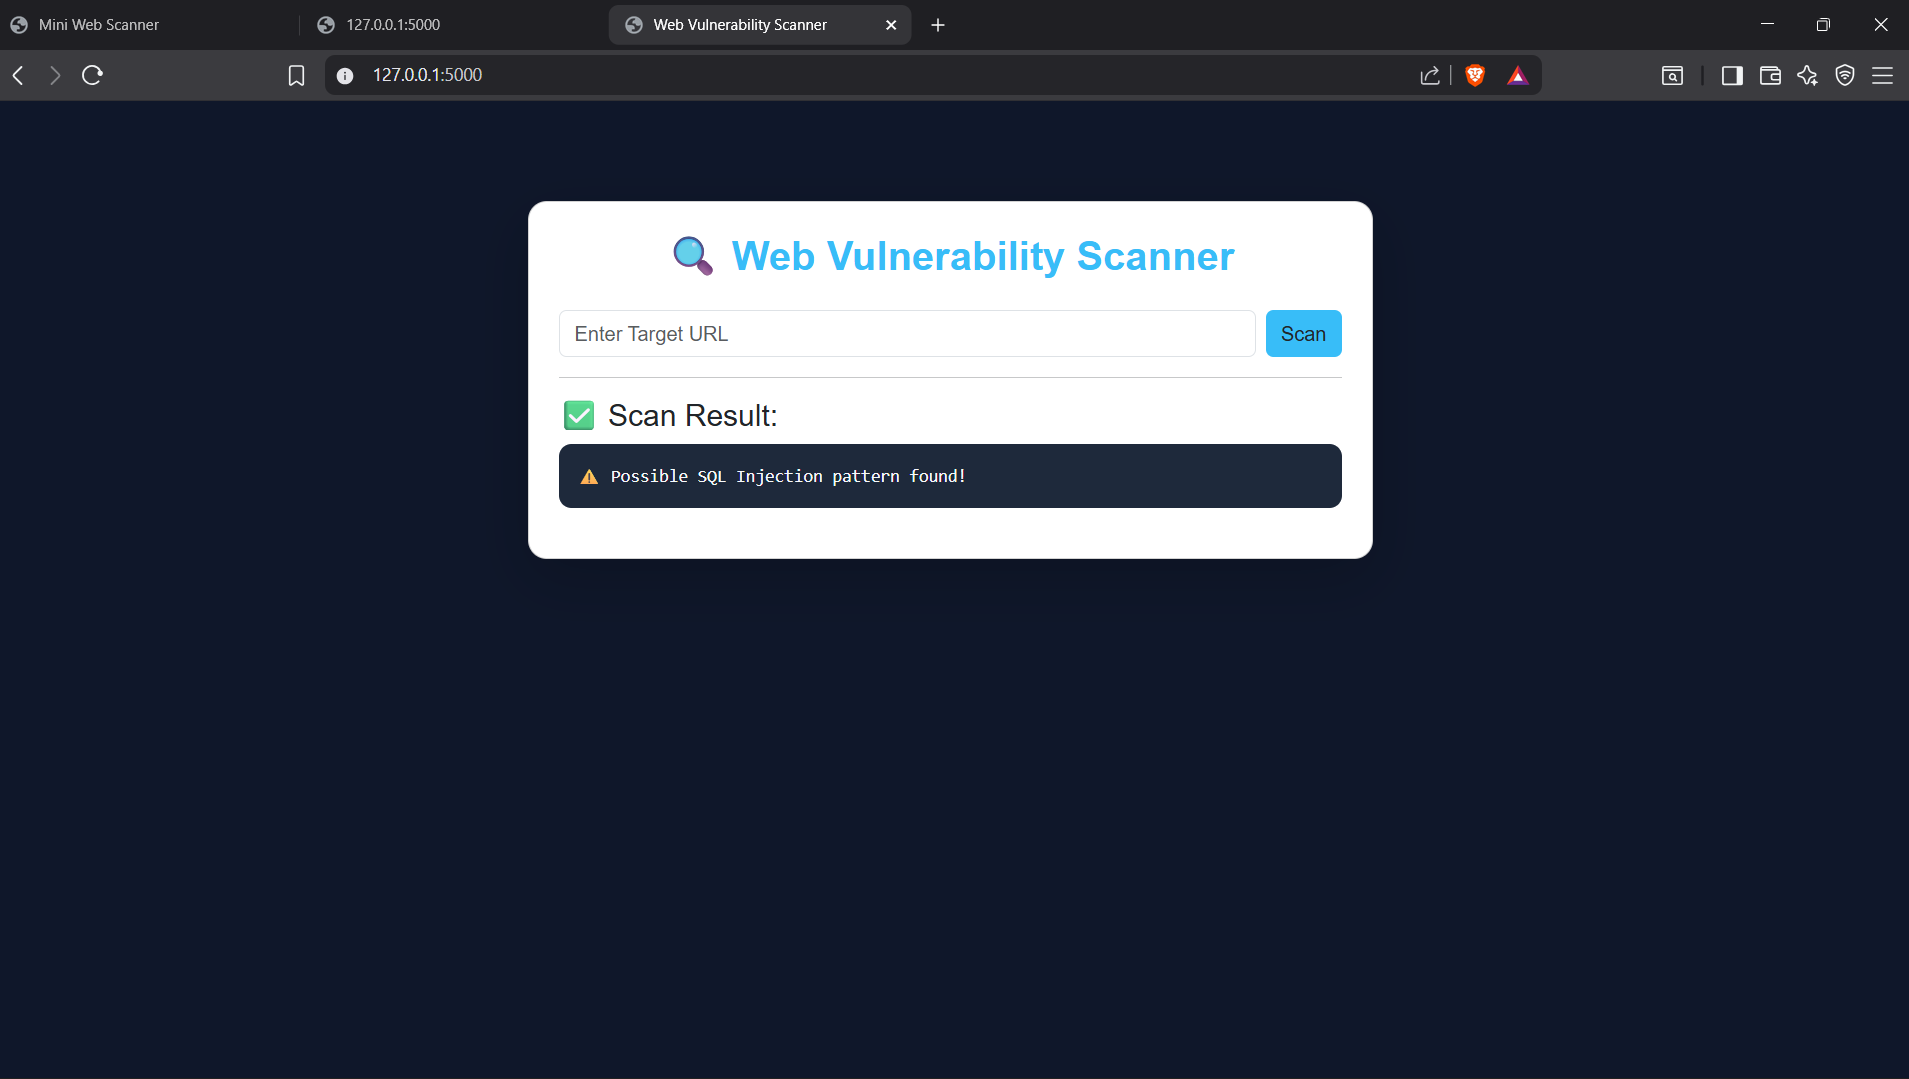 Mini Web Scanner
127.0.0.1:5000
Web Vulnerability Scanner
127.0.0.1:5000
🔍 Web Vulnerability Scanner
Enter Target URL
Scan
✅ Scan Result:
⚠️ Possible SQL Injection pattern found!